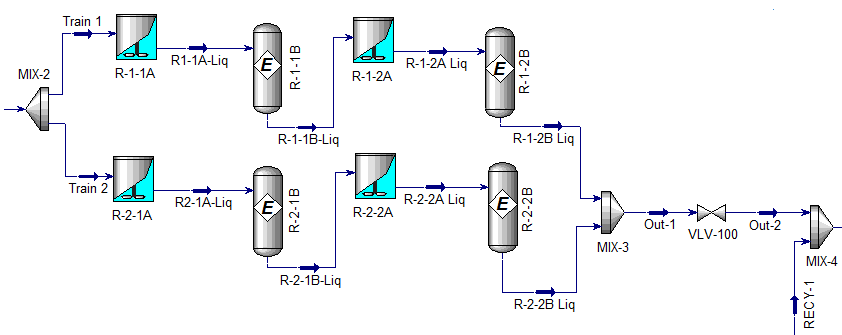 Train 1
MIX-2
R-1-1A
R1-1A-Liq
E
R-1-1B
R-1-1B-Liq
R-1-2A
R-1-2A Liq
E
R-1-2B
R-1-2B Liq
Train 2
R-2-1A
R2-1A-Liq
E
R-2-1B
R-2-1B-Liq
R-2-2A
R-2-2A Liq
E
R-2-2B
R-2-2B Liq
MIX-3
Out-1
VLV-100
Out-2
MIX-4
RECY-1